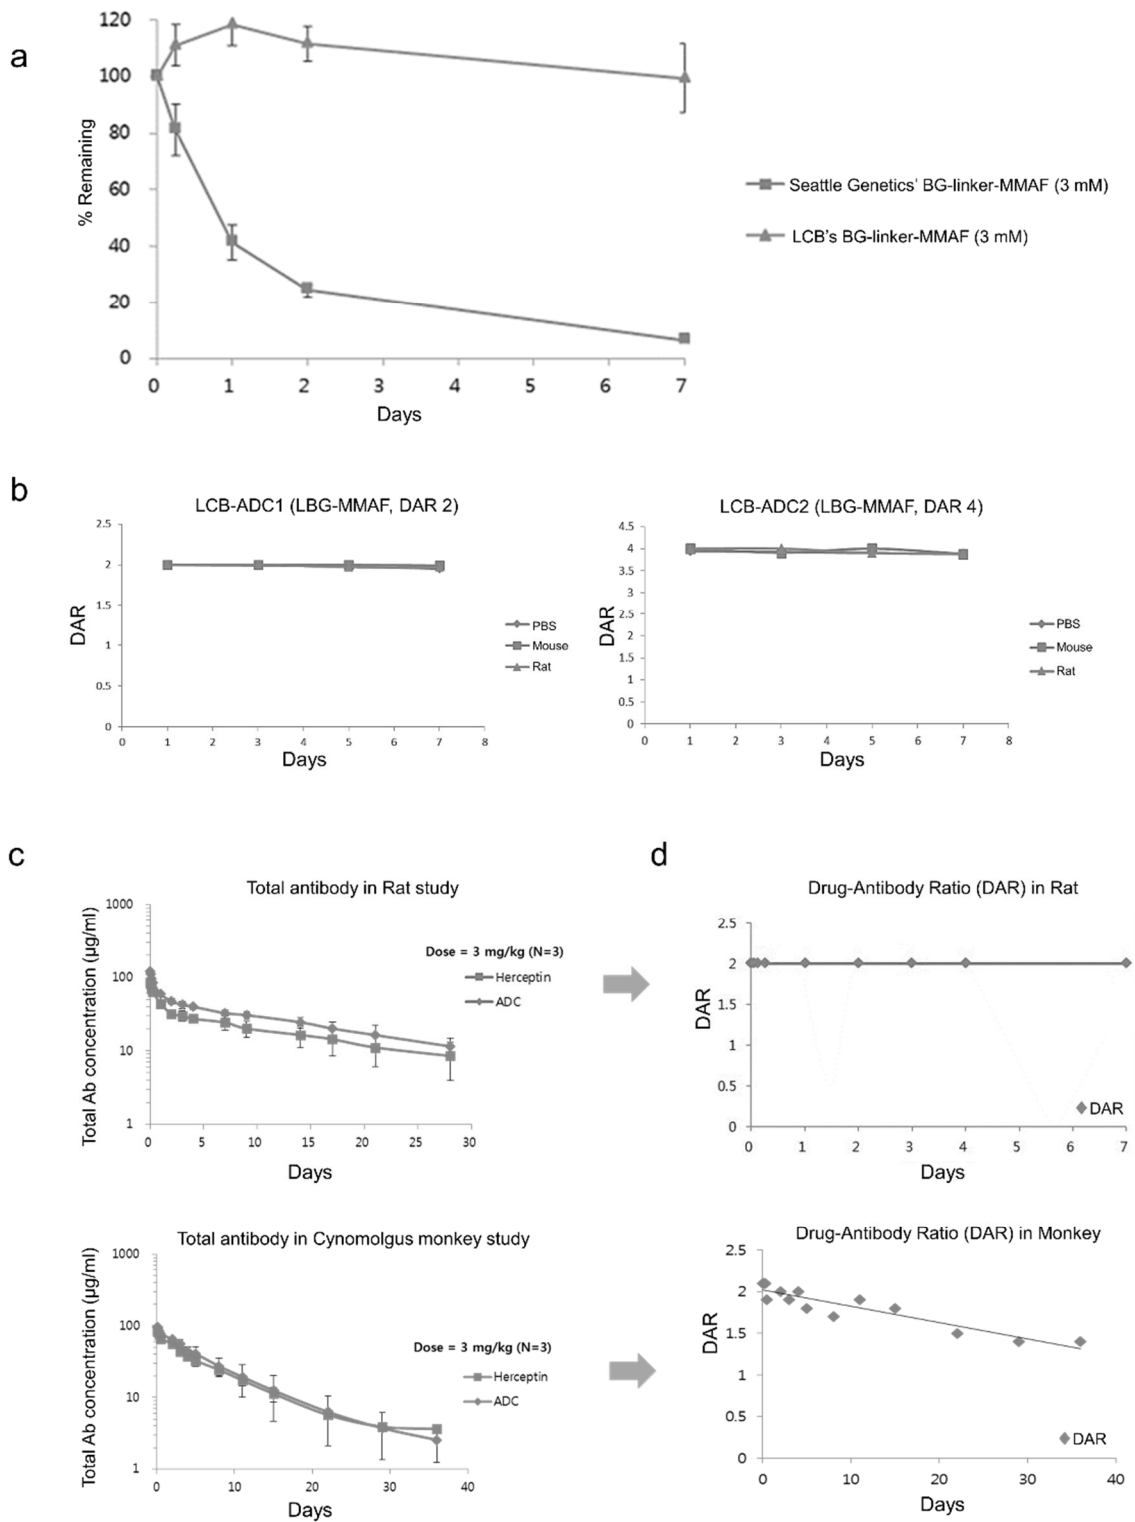 a
% Remaining
120
100
80
60
40
20
0
0 1 2 3 4 5 6 7
Days
Seattle Genetics' BG-linker-MMAF (3 mM)
LCB's BG-linker-MMAF (3 mM)
b
LCB-ADC1 (LBG-MMAF, DAR 2)
DAR
2.5
2
1.5
1
0.5
0
0 1 2 3 4 5 6 7 8
Days
PBS
Mouse
Rat
LCB-ADC2 (LBG-MMAF, DAR 4)
DAR
4.5
4
3.5
3
2.5
2
1.5
1
0.5
0
0 1 2 3 4 5 6 7 8
Days
PBS
Mouse
Rat
c
Total antibody in Rat study
Total Ab concentration (µg/ml)
1000
100
10
1
0 5 10 15 20 25 30
Days
Dose = 3 mg/kg (N=3)
Herceptin
ADC
d
Drug-Antibody Ratio (DAR) in Rat
DAR
2.5
2
1.5
1
0.5
0
0 1 2 3 4 5 6 7
Days
DAR
Total antibody in Cynomolgus monkey study
Total Ab concentration (µg/ml)
1000
100
10
1
0 10 20 30 40
Days
Dose = 3 mg/kg (N=3)
Herceptin
ADC
Drug-Antibody Ratio (DAR) in Monkey
DAR
2.5
2
1.5
1
0.5
0
0 10 20 30 40
Days
DAR